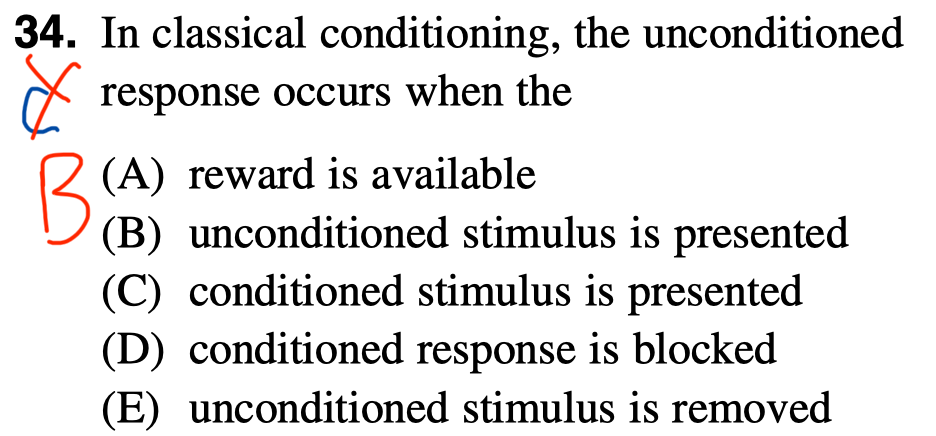 34. In classical conditioning, the unconditioned
response occurs when the
C
B
(A) reward is available
(B) unconditioned stimulus is presented
(C) conditioned stimulus is presented
(D) conditioned response is blocked
(E) unconditioned stimulus is removed